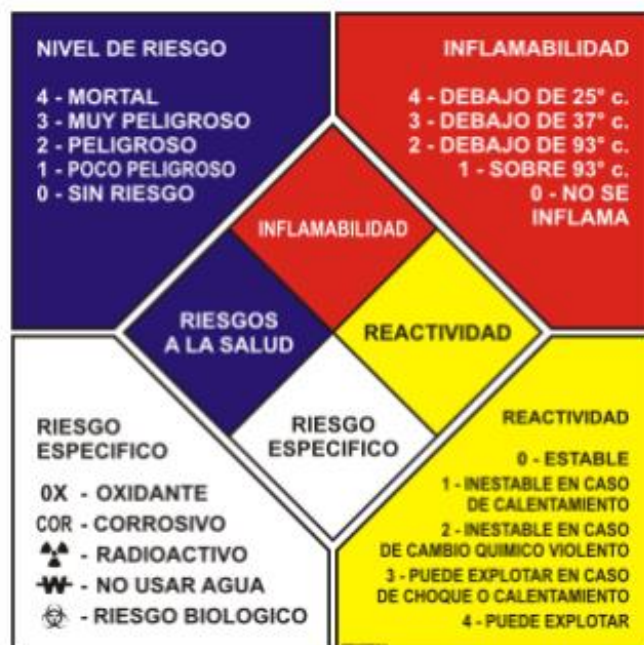 NIVEL DE RIESGO
4 - MORTAL
3 - MUY PELIGROSO
2 - PELIGROSO
1 - POCO PELIGROSO
0 - SIN RIESGO
INFLAMABILIDAD
4 - DEBAJO DE 25° c.
3 - DEBAJO DE 37° c.
2 - DEBAJO DE 93° c.
1 - SOBRE 93° c.
0 - NO SE
INFLAMA
INFLAMABILIDAD
RIESGOS
A LA SALUD
REACTIVIDAD
RIESGO
ESPECIFICO
RIESGO
ESPECIFICO
0X - OXIDANTE
COR - CORROSIVO
- RADIOACTIVO
W - NO USAR AGUA
- RIESGO BIOLOGICO
REACTIVIDAD
0 - ESTABLE
1 - INESTABLE EN CASO
DE CALENTAMIENTO
2 - INESTABLE EN CASO
DE CAMBIO QUIMICO VIOLENTO
3 - PUEDE EXPLOTAR EN CASO
DE CHOQUE O CALENTAMIENTO
4 - PUEDE EXPLOTAR